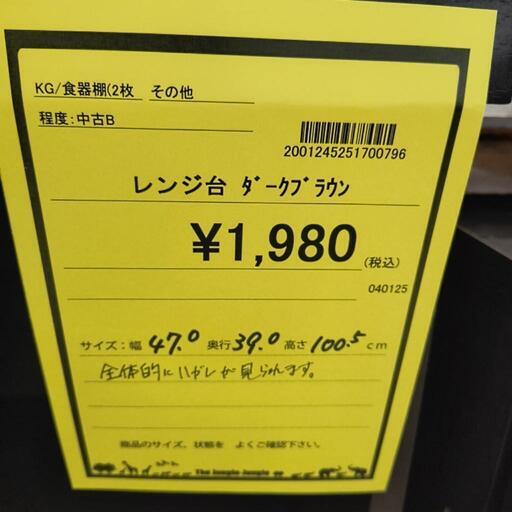 KG/食器棚(2枚 その他
程度:中古B
2001245251700796
レンジ台 ﾀﾞｰｸﾌﾞﾗｳﾝ
¥1,980(税込)
040125
サイズ:幅 47.0 奥行 39.0 高さ 100.5 cm
全体的にハガレが見られます。
商品のサイズ、状態を よくご確認下さい。
The Jungle Jungle